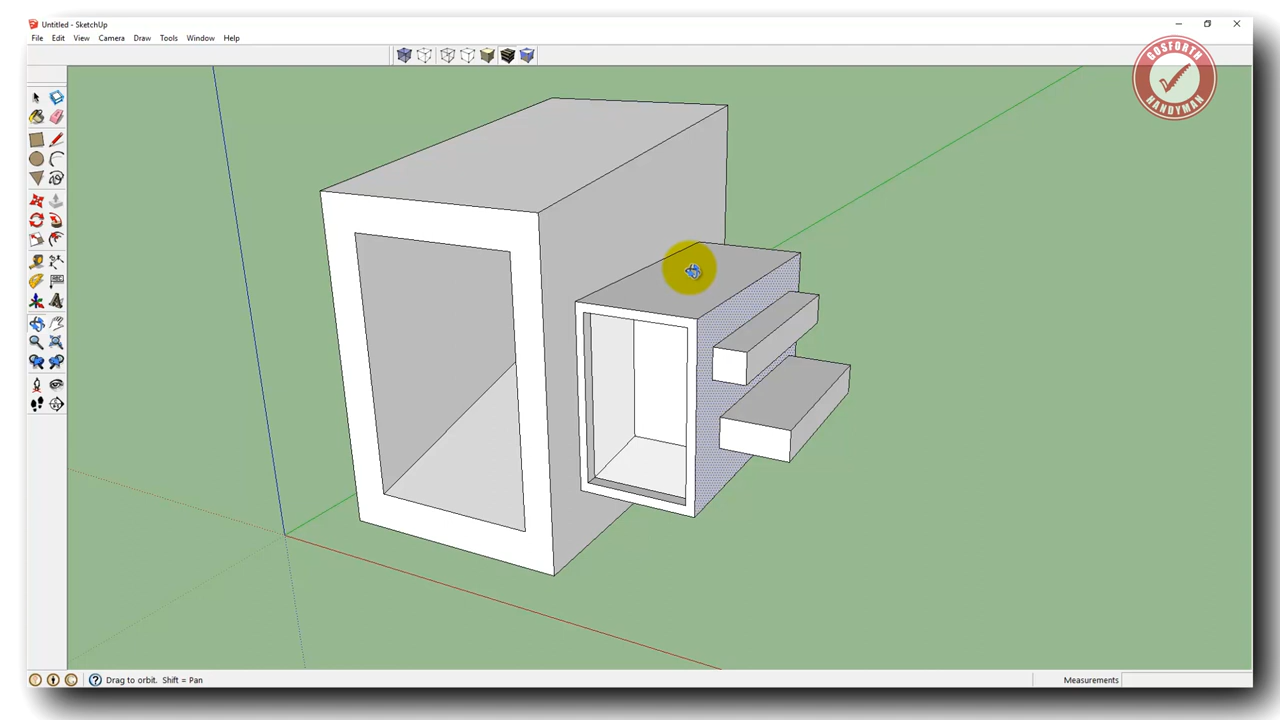 Untitled - SketchUp
File Edit View Camera Draw Tools Window Help
GOSFORTH
HANDYMAN
Drag to orbit. Shift = Pan
Measurements